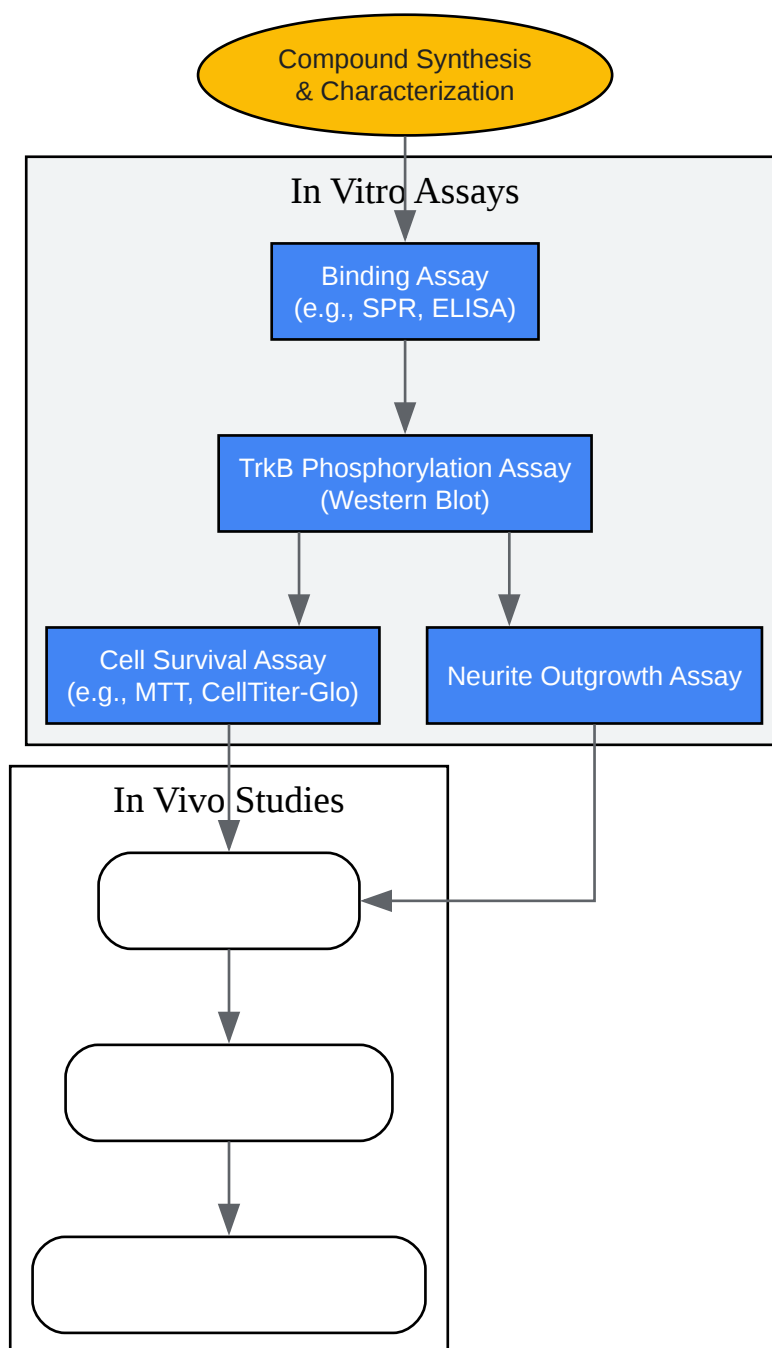 Compound Synthesis
& Characterization
In Vitro Assays
Binding Assay
(e.g., SPR, ELISA)
TrkB Phosphorylation Assay
(Western Blot)
Cell Survival Assay
(e.g., MTT, CellTiter-Glo)
Neurite Outgrowth Assay
In Vivo Studies